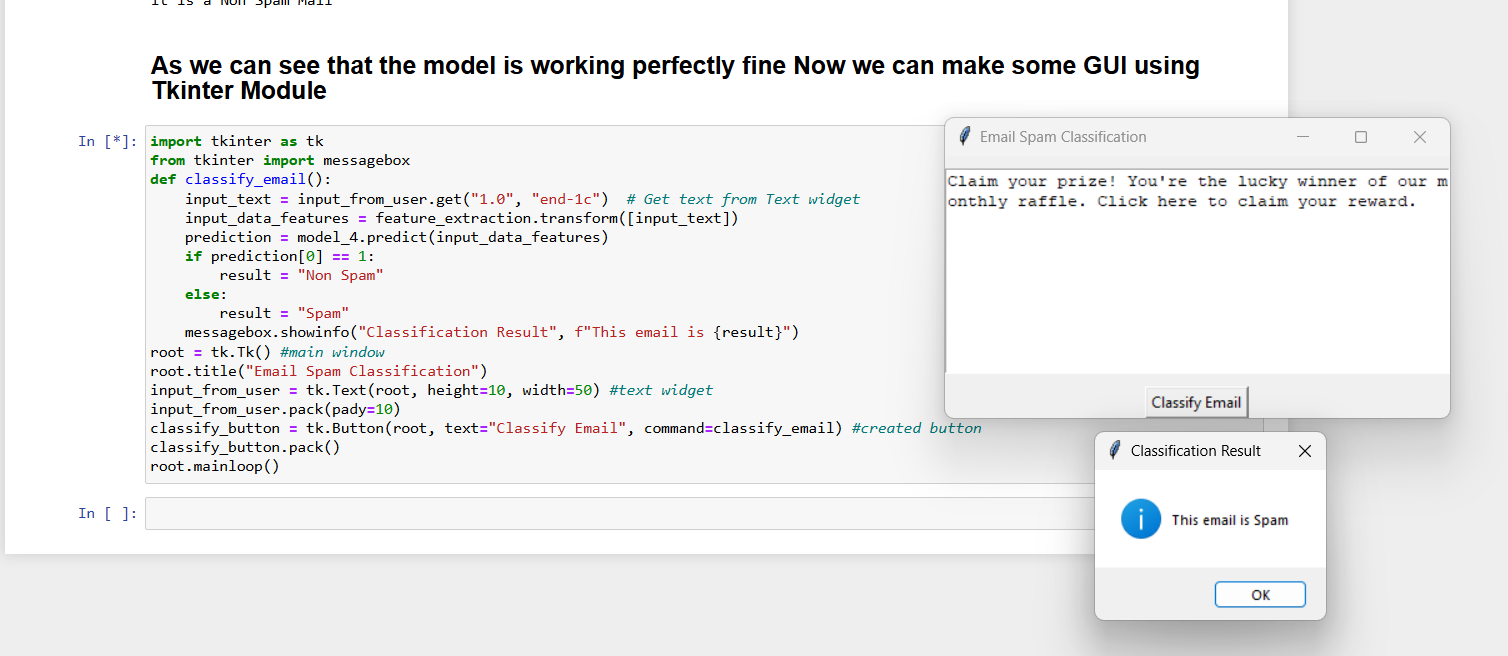 It is a Non Spam Mail
As we can see that the model is working perfectly fine Now we can make some GUI using
Tkinter Module
In [*]:
import tkinter as tk
from tkinter import messagebox
def classify_email():
    input_text = input_from_user.get("1.0", "end-1c")  # Get text from Text widget
    input_data_features = feature_extraction.transform([input_text])
    prediction = model_4.predict(input_data_features)
    if prediction[0] == 1:
        result = "Non Spam"
    else:
        result = "Spam"
    messagebox.showinfo("Classification Result", f"This email is {result}")
root = tk.Tk() #main window
root.title("Email Spam Classification")
input_from_user = tk.Text(root, height=10, width=50) #text widget
input_from_user.pack(pady=10)
classify_button = tk.Button(root, text="Classify Email", command=classify_email) #created button
classify_button.pack()
root.mainloop()
In [ ]:
Email Spam Classification
Claim your prize! You're the lucky winner of our m
onthly raffle. Click here to claim your reward.
Classify Email
Classification Result
This email is Spam
OK